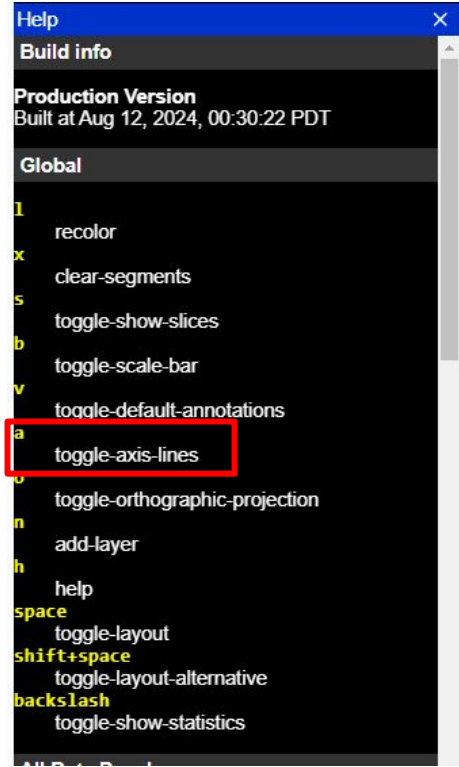 Help ×
Build info
Production Version
Built at Aug 12, 2024, 00:30:22 PDT
Global
l
recolor
x
clear-segments
s
toggle-show-slices
b
toggle-scale-bar
v
toggle-default-annotations
a
toggle-axis-lines
o
toggle-orthographic-projection
n
add-layer
h
help
space
toggle-layout
shift+space
toggle-layout-alternative
backslash
toggle-show-statistics